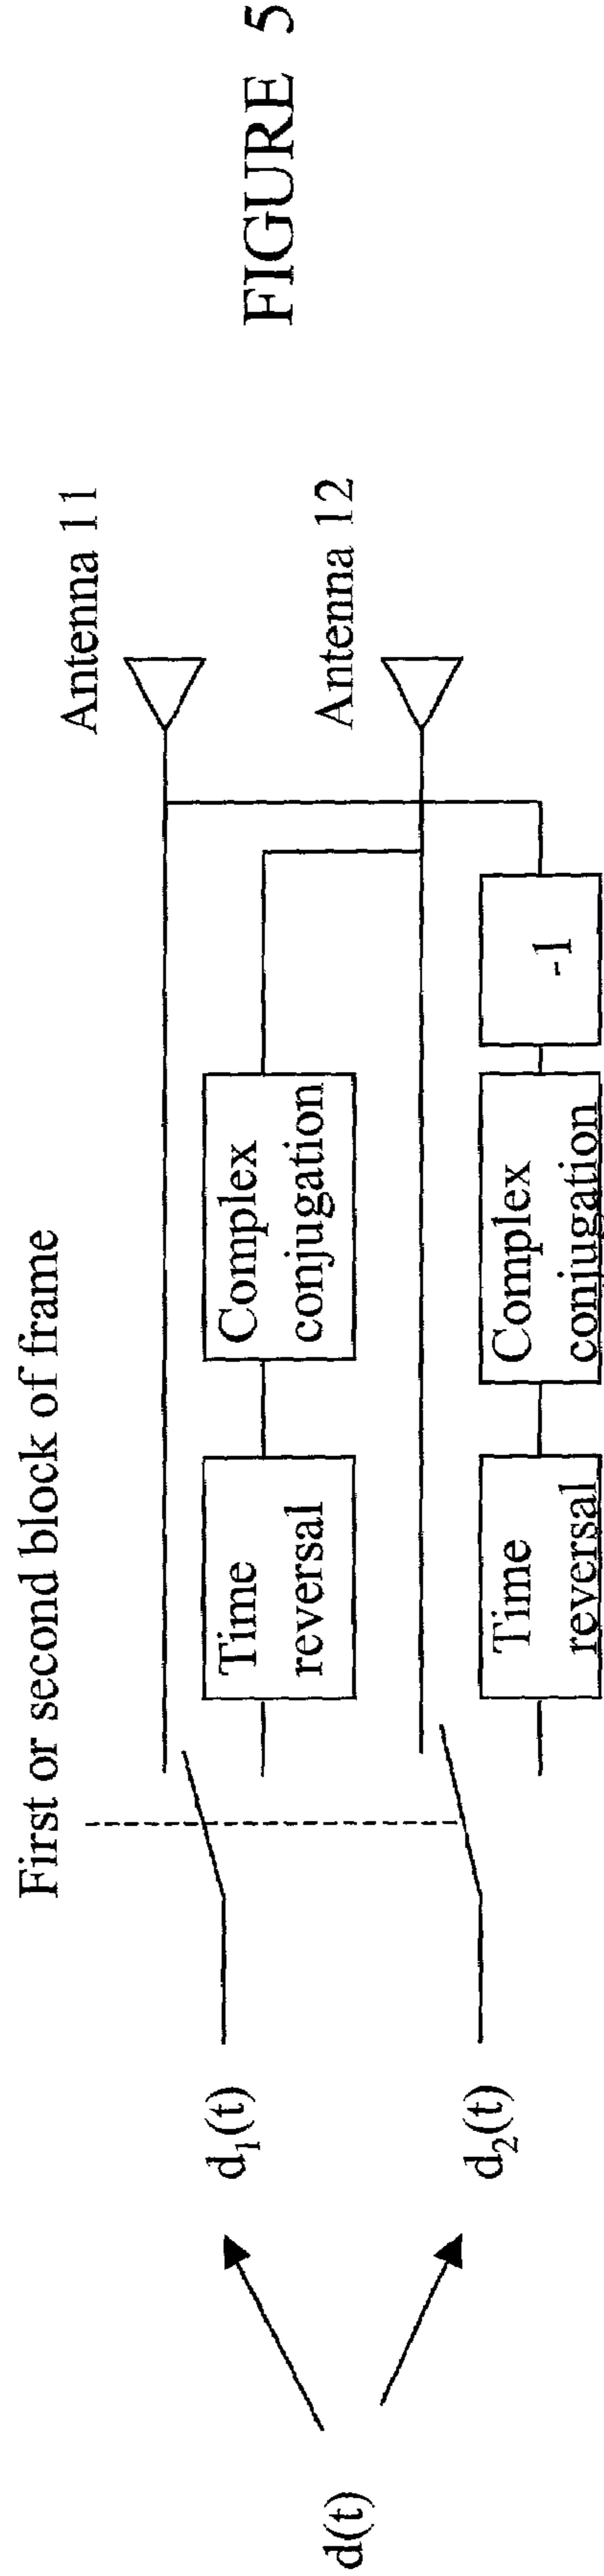 FIGURE 5
First or second block of frame
Antenna 11
d(t)
d₁(t)
Time
reversal
Complex
conjugation
Antenna 12
d₂(t)
Time
reversal
Complex
conjugation
-1